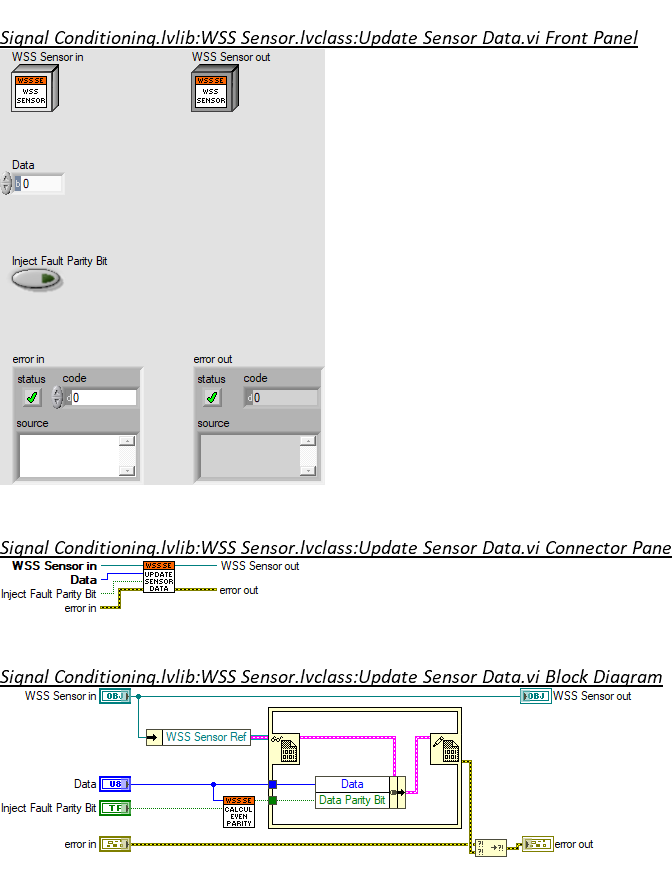 Signal Conditioning.lvlib:WSS Sensor.lvclass:Update Sensor Data.vi Front Panel
WSS Sensor in WSS Sensor out
WSS SE WSS SE
WSS WSS
SENSOR SENSOR
Data
b 0
Inject Fault Parity Bit
error in error out
status code status code
d 0 d 0
source source
Signal Conditioning.lvlib:WSS Sensor.lvclass:Update Sensor Data.vi Connector Pane
WSS Sensor in WSS SE WSS Sensor out
Data UPDATE
Inject Fault Parity Bit SENSOR
error in DATA error out
Signal Conditioning.lvlib:WSS Sensor.lvclass:Update Sensor Data.vi Block Diagram
WSS Sensor in OBJ OBJ WSS Sensor out
WSS Sensor Ref
Data U8 Data
Inject Fault Parity Bit TF WSS SE Data Parity Bit
CALCUL
EVEN
PARITY
error in ?! ?! error out
?!